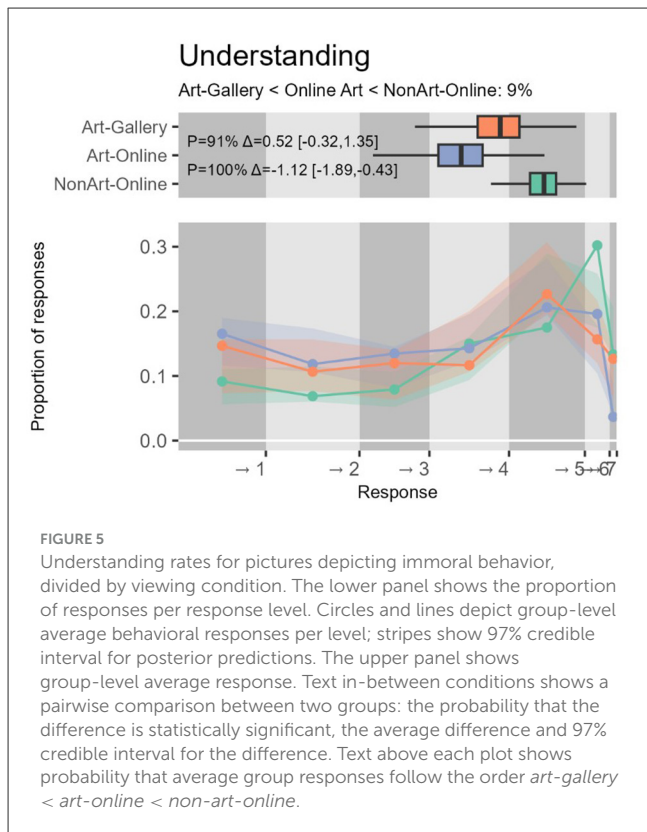 Understanding
Art-Gallery < Online Art < NonArt-Online: 9%
Art-Gallery
P=91% Δ=0.52 [-0.32,1.35]
Art-Online
P=100% Δ=-1.12 [-1.89,-0.43]
NonArt-Online
Proportion of responses
0.3
0.2
0.1
0.0
→ 1 → 2 → 3 → 4 → 5 → 6 → 7
Response
FIGURE 5
Understanding rates for pictures depicting immoral behavior,
divided by viewing condition. The lower panel shows the proportion
of responses per response level. Circles and lines depict group-level
average behavioral responses per level; stripes show 97% credible
interval for posterior predictions. The upper panel shows
group-level average response. Text in-between conditions shows a
pairwise comparison between two groups: the probability that the
difference is statistically significant, the average difference and 97%
credible interval for the difference. Text above each plot shows
probability that average group responses follow the order art-gallery
< art-online < non-art-online.